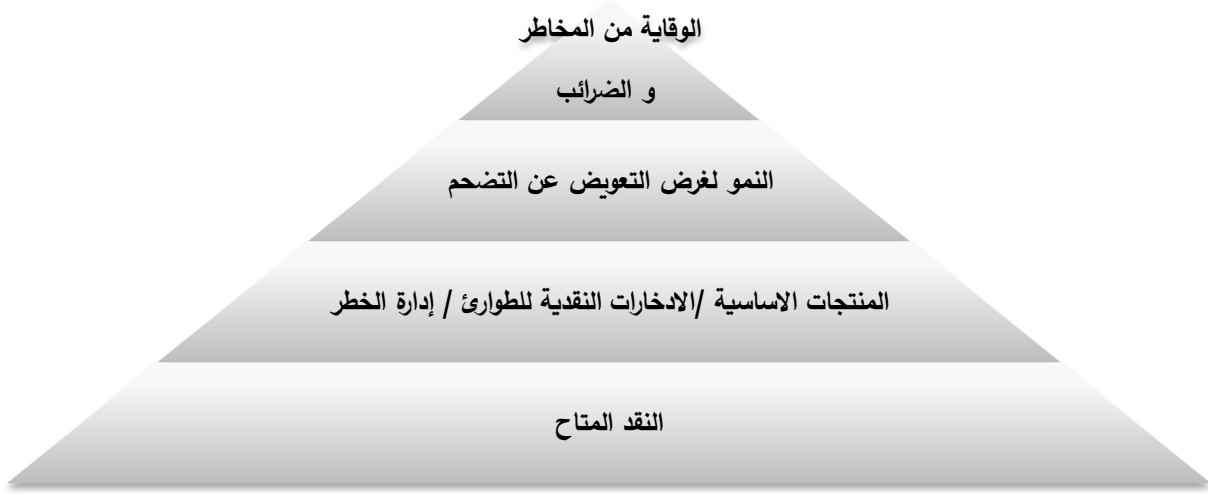 الوقاية من المخاطر
و الضرائب
النمو لغرض التعويض عن التضحم
المنتجات الاساسية /الادخارات النقدية للطوارئ / إدارة الخطر
النقد المتاح